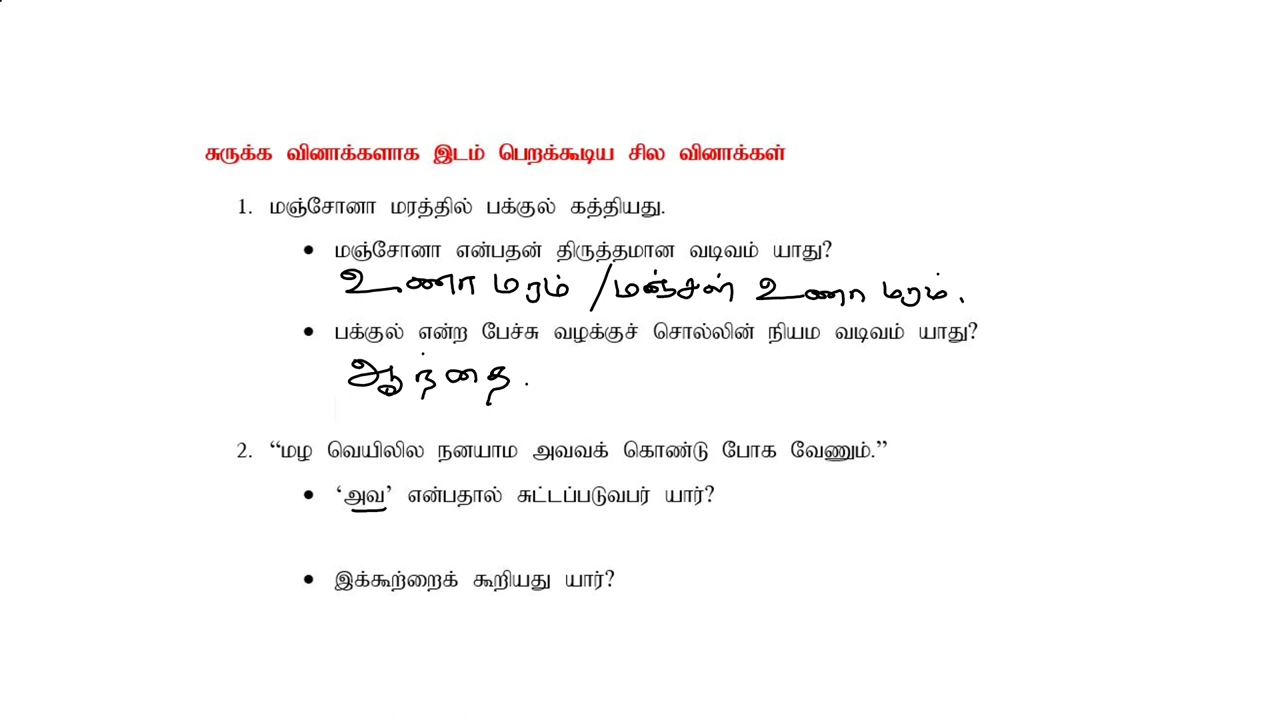 சுருக்க வினாக்களாக இடம் பெறக்கூடிய சில வினாக்கள்
1. மஞ்சோனா மரத்தில் பக்குல் கத்தியது.
• மஞ்சோனா என்பதன் திருத்தமான வடிவம் யாது?
உணா மரம் / மஞ்சள் உணா மரம்.
• பக்குல் என்ற பேச்சு வழக்குச் சொல்லின் நியம வடிவம் யாது?
ஆந்தை.
2. “மழ வெயிலில நனயாம அவவக் கொண்டு போக வேணும்.”
• ‘அவ’ என்பதால் சுட்டப்படுவபர் யார்?
• இக்கூற்றைக் கூறியது யார்?